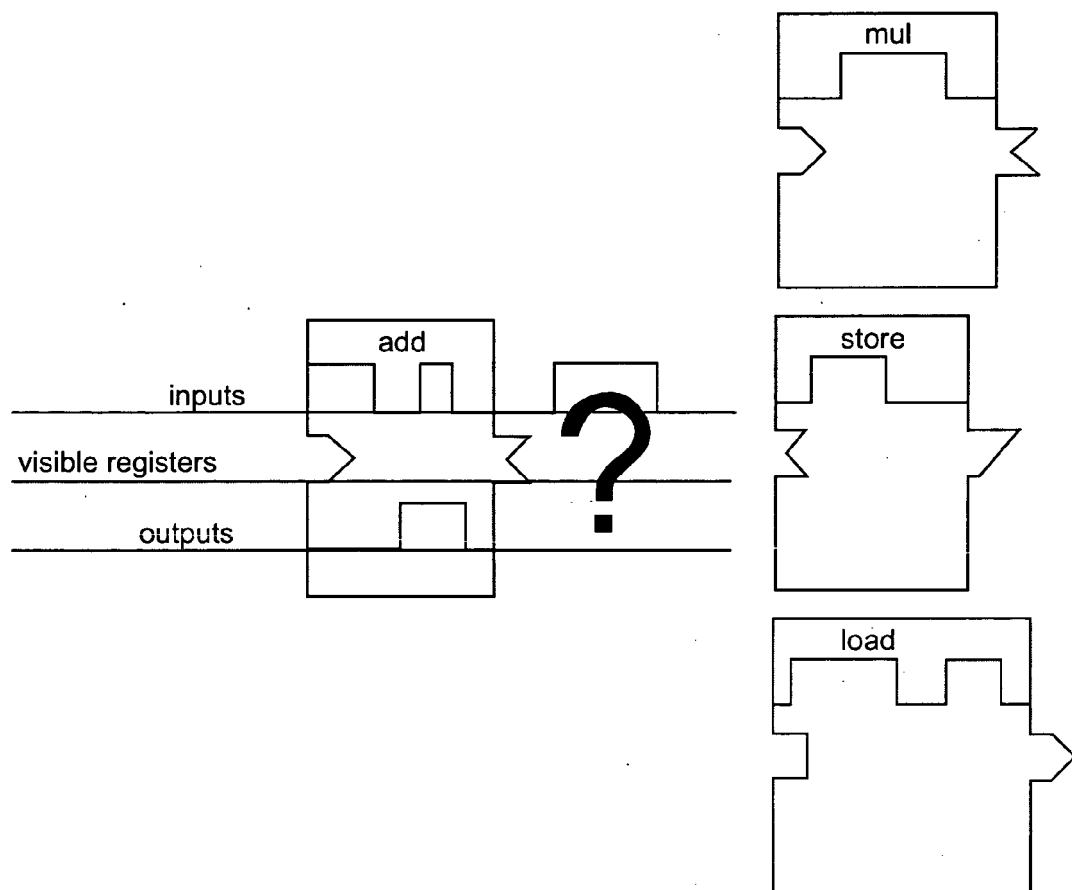 mul
add
store
inputs
visible registers
?
outputs
load